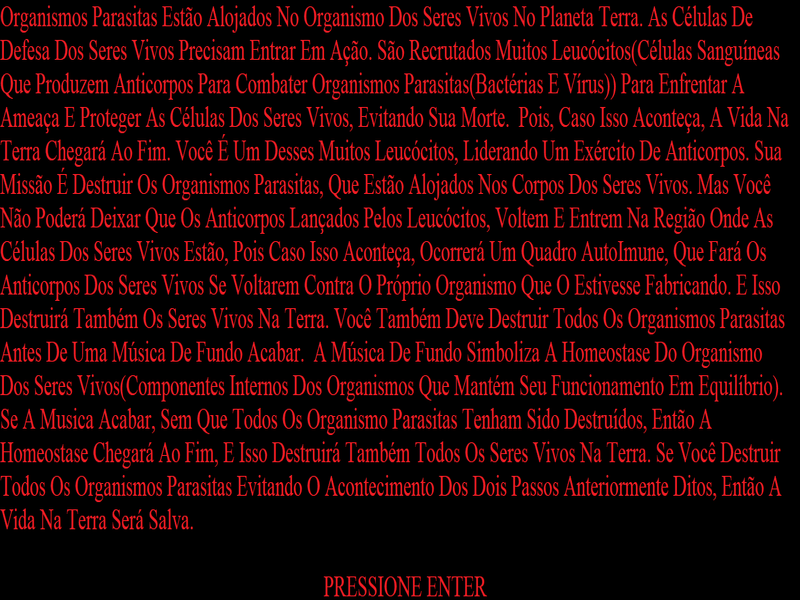 Organismos Parasitas Estão Alojados No Organismo Dos Seres Vivos No Planeta Terra. As Células De
Defesa Dos Seres Vivos Precisam Entrar Em Ação. São Recrutados Muitos Leucócitos(Células Sanguíneas
Que Produzem Anticorpos Para Combater Organismos Parasitas(Bactérias E Vírus)) Para Enfrentar A
Ameaça E Proteger As Células Dos Seres Vivos, Evitando Sua Morte.  Pois, Caso Isso Aconteça, A Vida Na
Terra Chegará Ao Fim. Você É Um Desses Muitos Leucócitos, Liderando Um Exército De Anticorpos. Sua
Missão É Destruir Os Organismos Parasitas, Que Estão Alojados Nos Corpos Dos Seres Vivos. Mas Você
Não Poderá Deixar Que Os Anticorpos Lançados Pelos Leucócitos, Voltem E Entrem Na Região Onde As
Células Dos Seres Vivos Estão, Pois Caso Isso Aconteça, Ocorrerá Um Quadro AutoImune, Que Fará Os
Anticorpos Dos Seres Vivos Se Voltarem Contra O Próprio Organismo Que O Estivesse Fabricando. E Isso
Destruirá Também Os Seres Vivos Na Terra. Você Também Deve Destruir Todos Os Organismos Parasitas
Antes De Uma Música De Fundo Acabar.  A Música De Fundo Simboliza A Homeostase Do Organismo
Dos Seres Vivos(Componentes Internos Dos Organismos Que Mantém Seu Funcionamento Em Equilíbrio).
Se A Musica Acabar, Sem Que Todos Os Organismo Parasitas Tenham Sido Destruídos, Então A
Homeostase Chegará Ao Fim, E Isso Destruirá Também Todos Os Seres Vivos Na Terra. Se Você Destruir
Todos Os Organismos Parasitas Evitando O Acontecimento Dos Dois Passos Anteriormente Ditos, Então A
Vida Na Terra Será Salva.
PRESSIONE ENTER